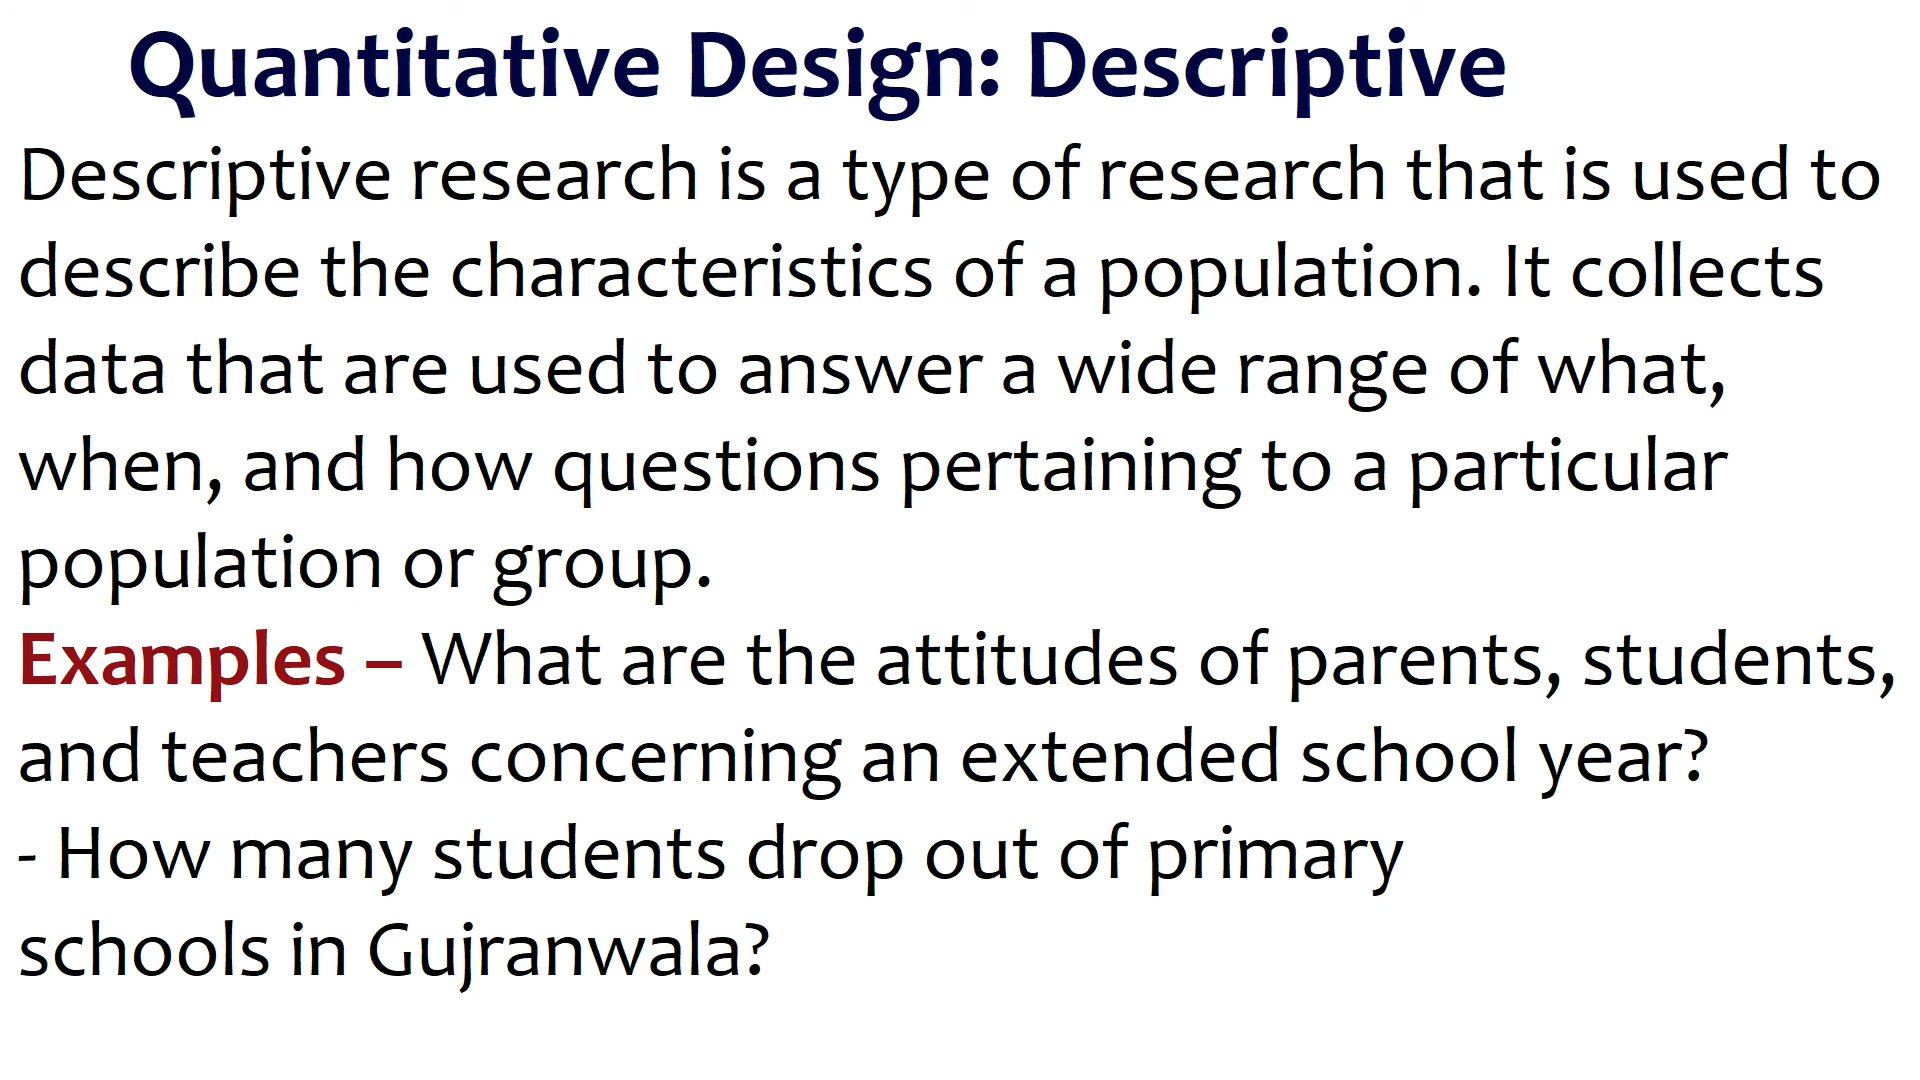 Quantitative Design: Descriptive
Descriptive research is a type of research that is used to
describe the characteristics of a population. It collects
data that are used to answer a wide range of what,
when, and how questions pertaining to a particular
population or group.
Examples – What are the attitudes of parents, students,
and teachers concerning an extended school year?
- How many students drop out of primary
schools in Gujranwala?